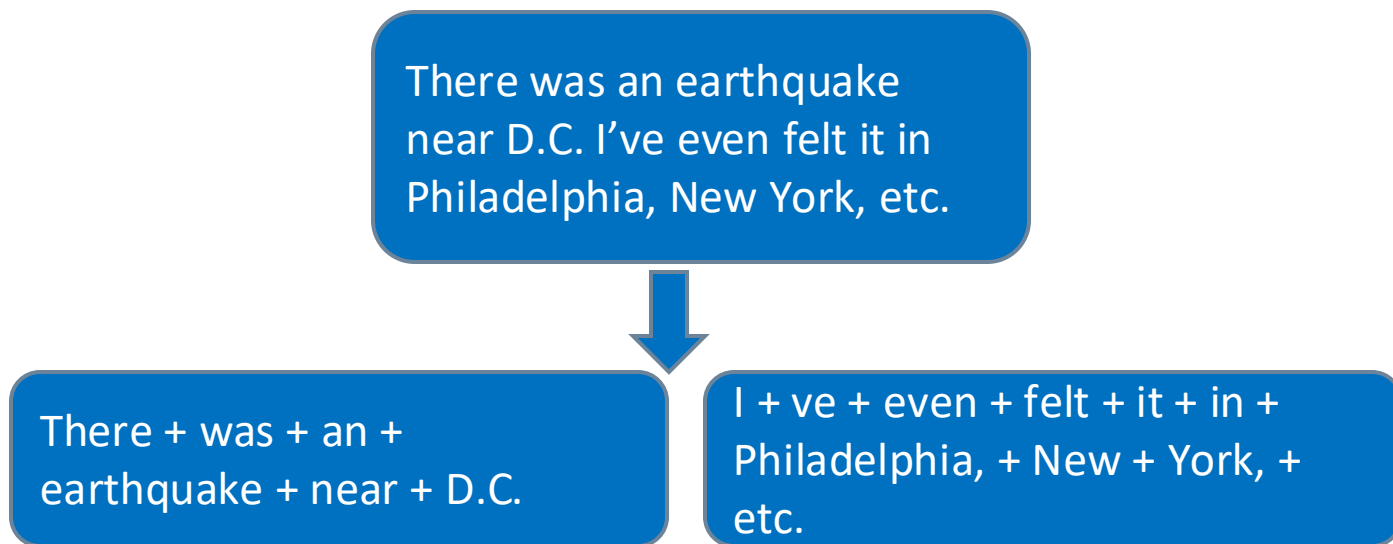 There was an earthquake
near D.C. I’ve even felt it in
Philadelphia, New York, etc.
There + was + an +
earthquake + near + D.C.
I + ve + even + felt + it + in +
Philadelphia, + New + York, +
etc.